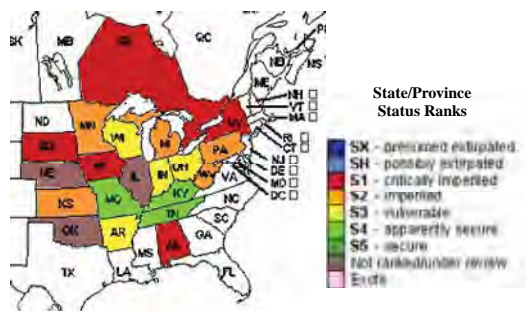 SK
MB
ON
QC
NB
NS
ME
NH
VT
MA
RI
CT
NJ
DE
MD
DC
ND
MN
WI
MI
NY
PA
SD
IA
NE
IL
IN
OH
WV
VA
KS
MO
KY
NC
TN
OK
AR
SC
MS
AL
GA
TX
LA
FL
State/Province
Status Ranks
SX - presumed extirpated
SH - possibly extirpated
S1 - critically imperiled
S2 - imperiled
S3 - vulnerable
S4 - apparently secure
S5 - secure
Not ranked/under review
Exotic